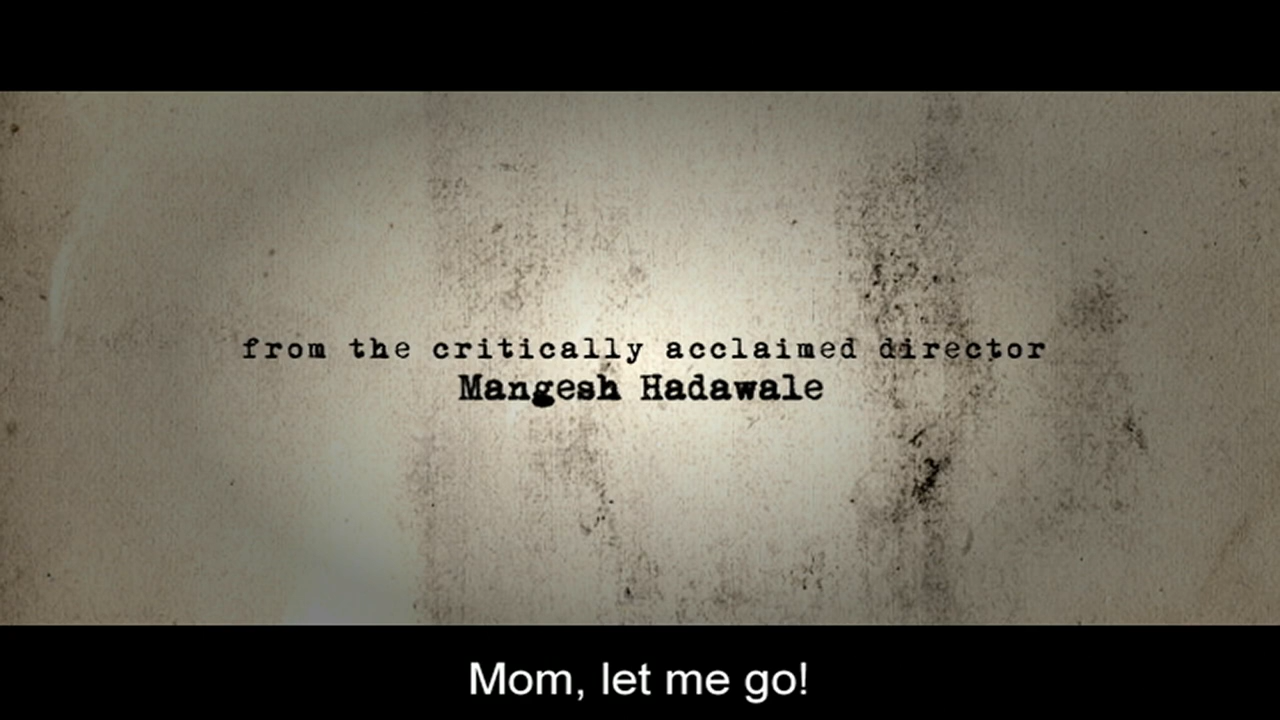 from the critically acclaimed director
Mangesh Hadawale
Mom, let me go!